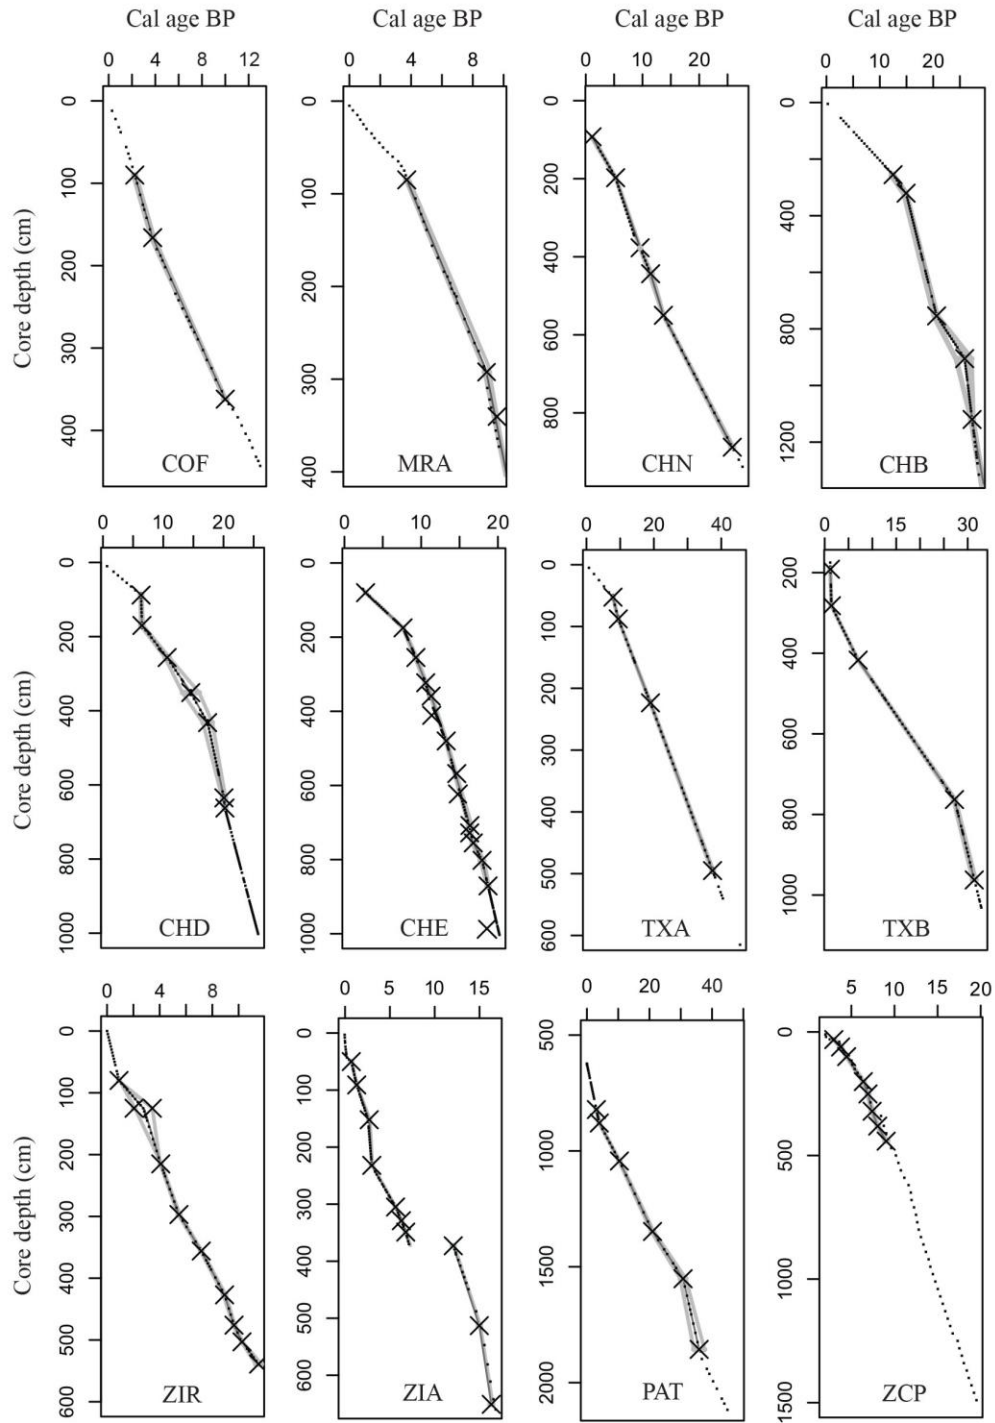 Cal age BP Cal age BP Cal age BP Cal age BP
0 4 8 12 0 4 8 0 10 20 0 10 20
Core depth (cm)
0 100 200 300 400
COF
0 100 200 300 400
MRA
0 200 400 600 800
CHN
0 400 800 1200
CHB
0 10 20 0 10 20 0 20 40 0 15 30
Core depth (cm)
0 200 400 600 800 1000
CHD
0 200 400 600 800 1000
CHE
0 100 200 300 400 500 600
TXA
200 400 600 800 1000
TXB
0 4 8 0 5 10 15 0 20 40 5 10 15 20
Core depth (cm)
0 100 200 300 400 500 600
ZIR
0 100 200 300 400 500 600
ZIA
500 1000 1500 2000
PAT
0 500 1000 1500
ZCP